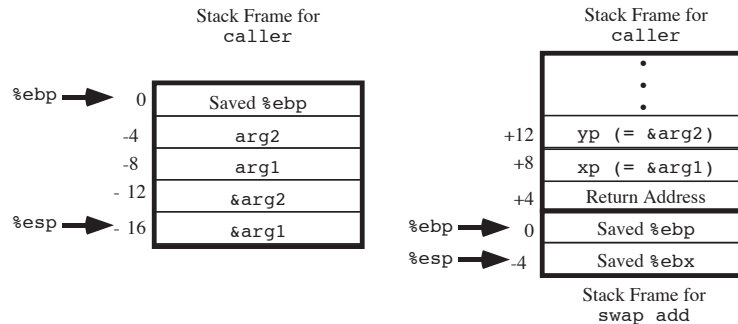 Stack Frame for
caller
%ebp
0
Saved %ebp
-4
arg2
-8
arg1
- 12
&arg2
%esp
- 16
&arg1
Stack Frame for
caller
+12
yp (= &arg2)
+8
xp (= &arg1)
+4
Return Address
%ebp
0
Saved %ebp
%esp
-4
Saved %ebx
Stack Frame for
swap add